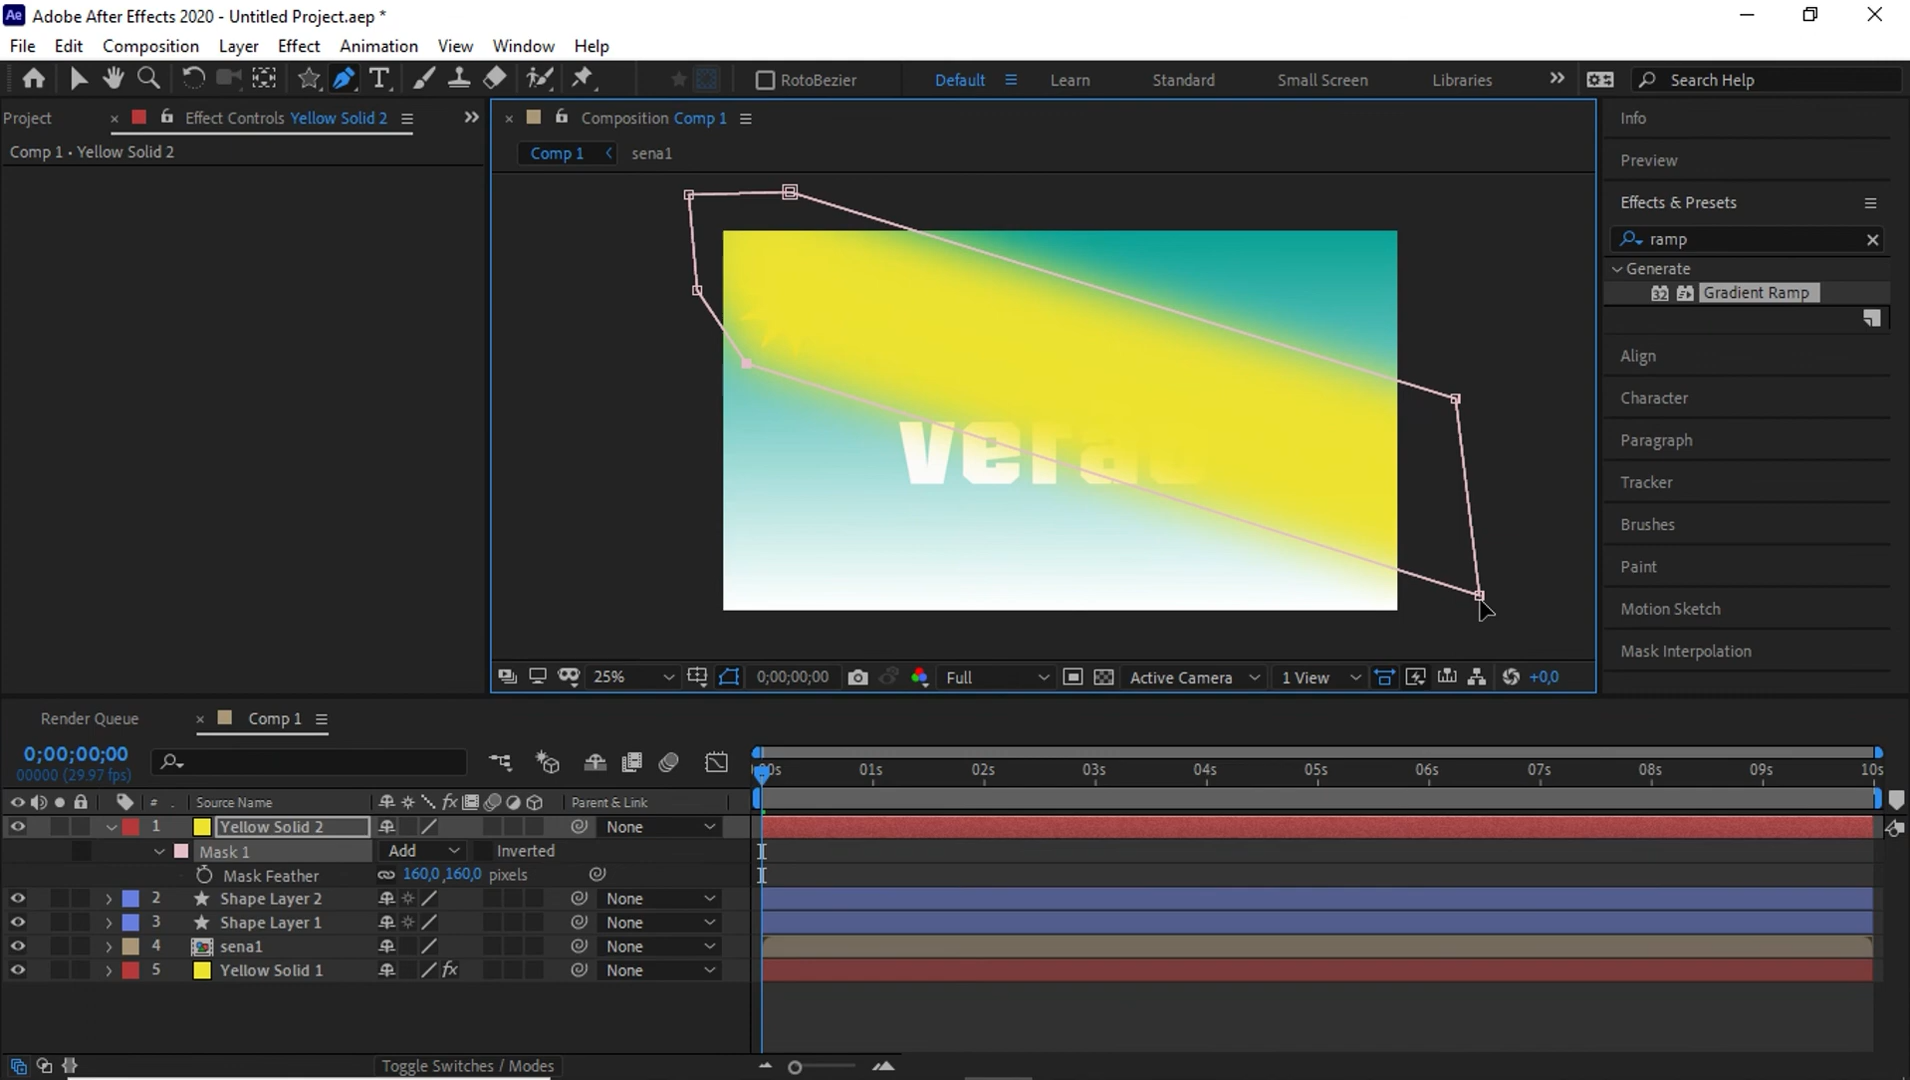 Adobe After Effects 2020 - Untitled Project.aep *
File Edit Composition Layer Effect Animation View Window Help
RotoBezier Default Learn Standard Small Screen Libraries Search Help
Project Effect Controls Yellow Solid 2
Comp 1 • Yellow Solid 2
Composition Comp 1
Comp 1 sena1
25% 0;00;00;00 Full Active Camera 1 View +0,0
Info
Preview
Effects & Presets
ramp
Generate
32 Gradient Ramp
Align
Character
Paragraph
Tracker
Brushes
Paint
Motion Sketch
Mask Interpolation
Render Queue Comp 1
0;00;00;00
00000 (29.97 fps)
01s 02s 03s 04s 05s 06s 07s 08s 09s 10s
# Source Name Parent & Link
1 Yellow Solid 2 None
Mask 1 Add Inverted
Mask Feather 160,0,160,0 pixels
2 Shape Layer 2 None
3 Shape Layer 1 None
4 sena1 None
5 Yellow Solid 1 None
Toggle Switches / Modes